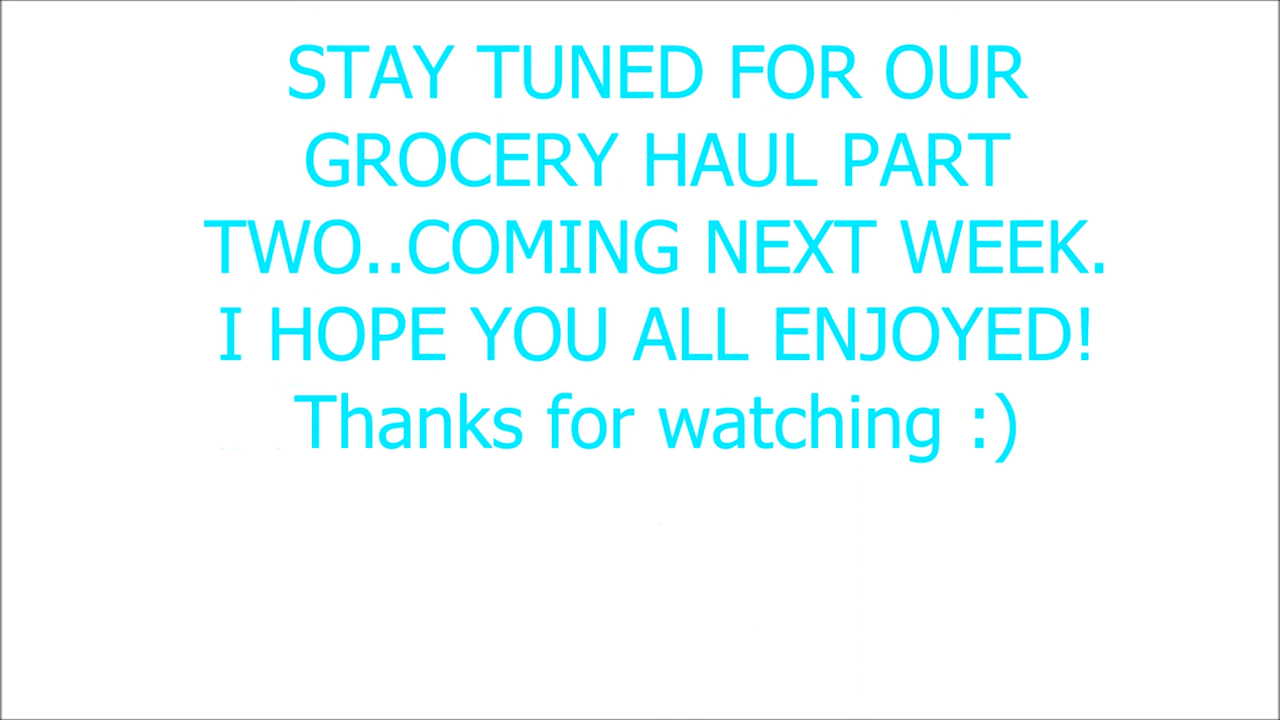 STAY TUNED FOR OUR
GROCERY HAUL PART
TWO..COMING NEXT WEEK.
I HOPE YOU ALL ENJOYED!
Thanks for watching :)